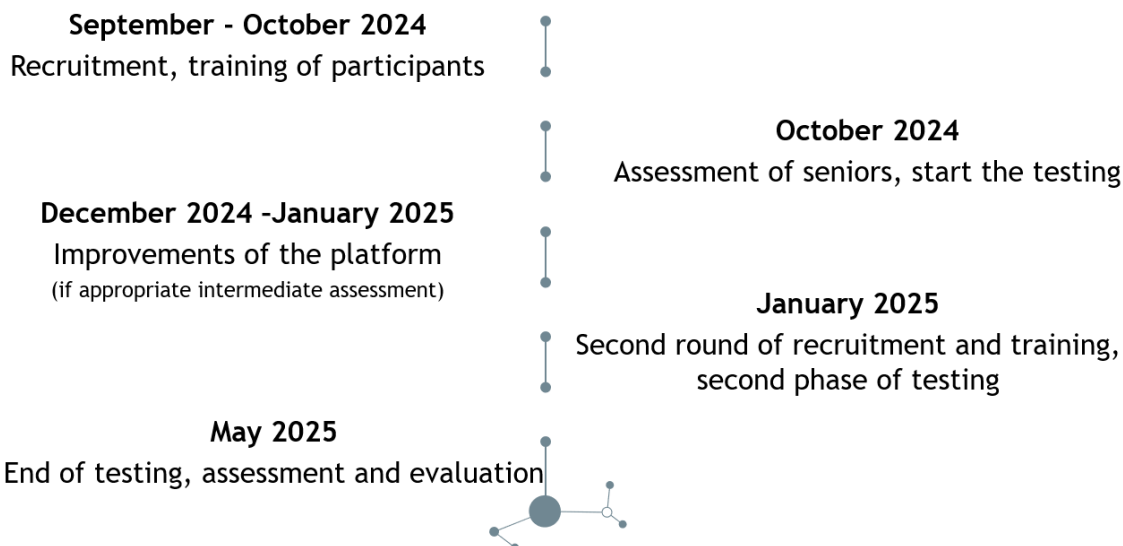 September - October 2024
Recruitment, training of participants
October 2024
Assessment of seniors, start the testing
December 2024 -January 2025
Improvements of the platform
(if appropriate intermediate assessment)
January 2025
Second round of recruitment and training,
second phase of testing
May 2025
End of testing, assessment and evaluation